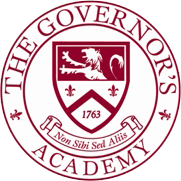 THE GOVERNOR'S
1763
Non Sibi Sed Aliis
ACADEMY